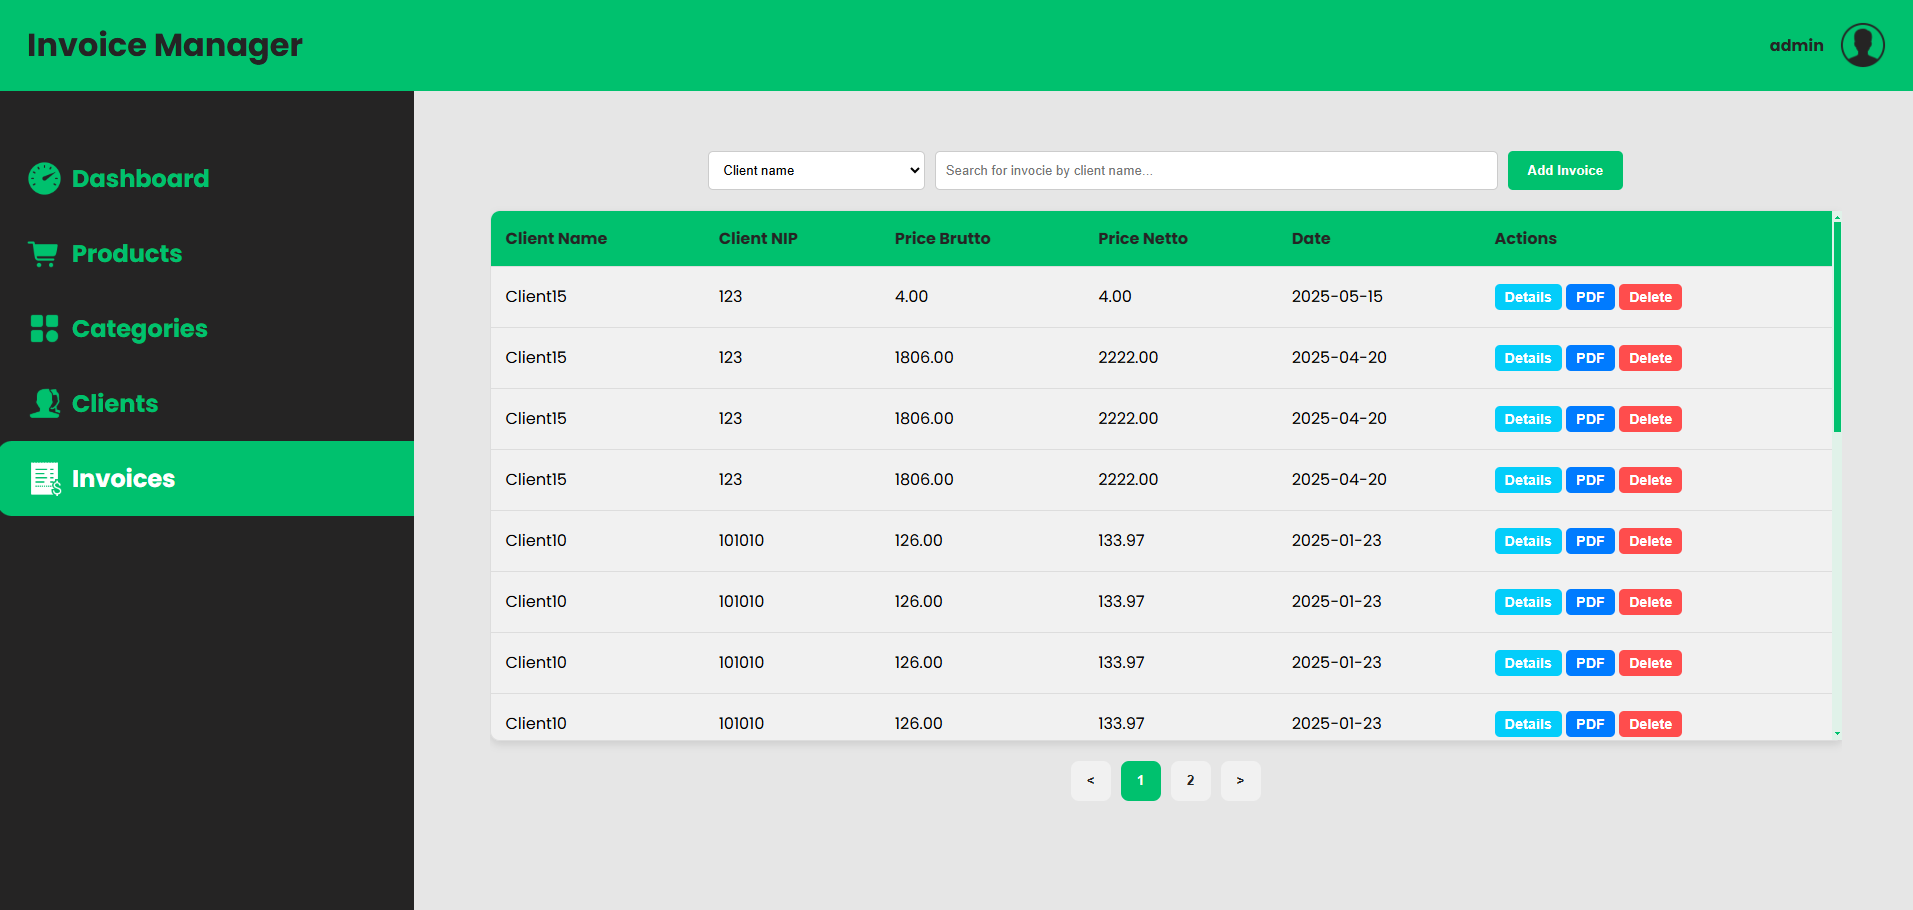 Invoice Manager
admin
Dashboard
Products
Categories
Clients
Invoices
Client name
Search for invocie by client name...
Add Invoice
Client Name Client NIP Price Brutto Price Netto Date Actions
Client15 123 4.00 4.00 2025-05-15 Details PDF Delete
Client15 123 1806.00 2222.00 2025-04-20 Details PDF Delete
Client15 123 1806.00 2222.00 2025-04-20 Details PDF Delete
Client15 123 1806.00 2222.00 2025-04-20 Details PDF Delete
Client10 101010 126.00 133.97 2025-01-23 Details PDF Delete
Client10 101010 126.00 133.97 2025-01-23 Details PDF Delete
Client10 101010 126.00 133.97 2025-01-23 Details PDF Delete
Client10 101010 126.00 133.97 2025-01-23 Details PDF Delete
< 1 2 >